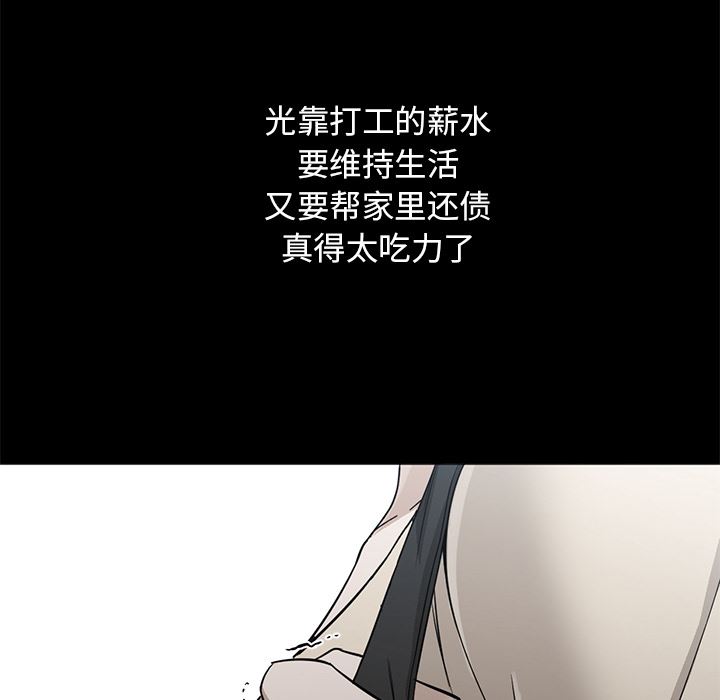 光靠打工的薪水
要维持生活
又要帮家里还债
真得太吃力了